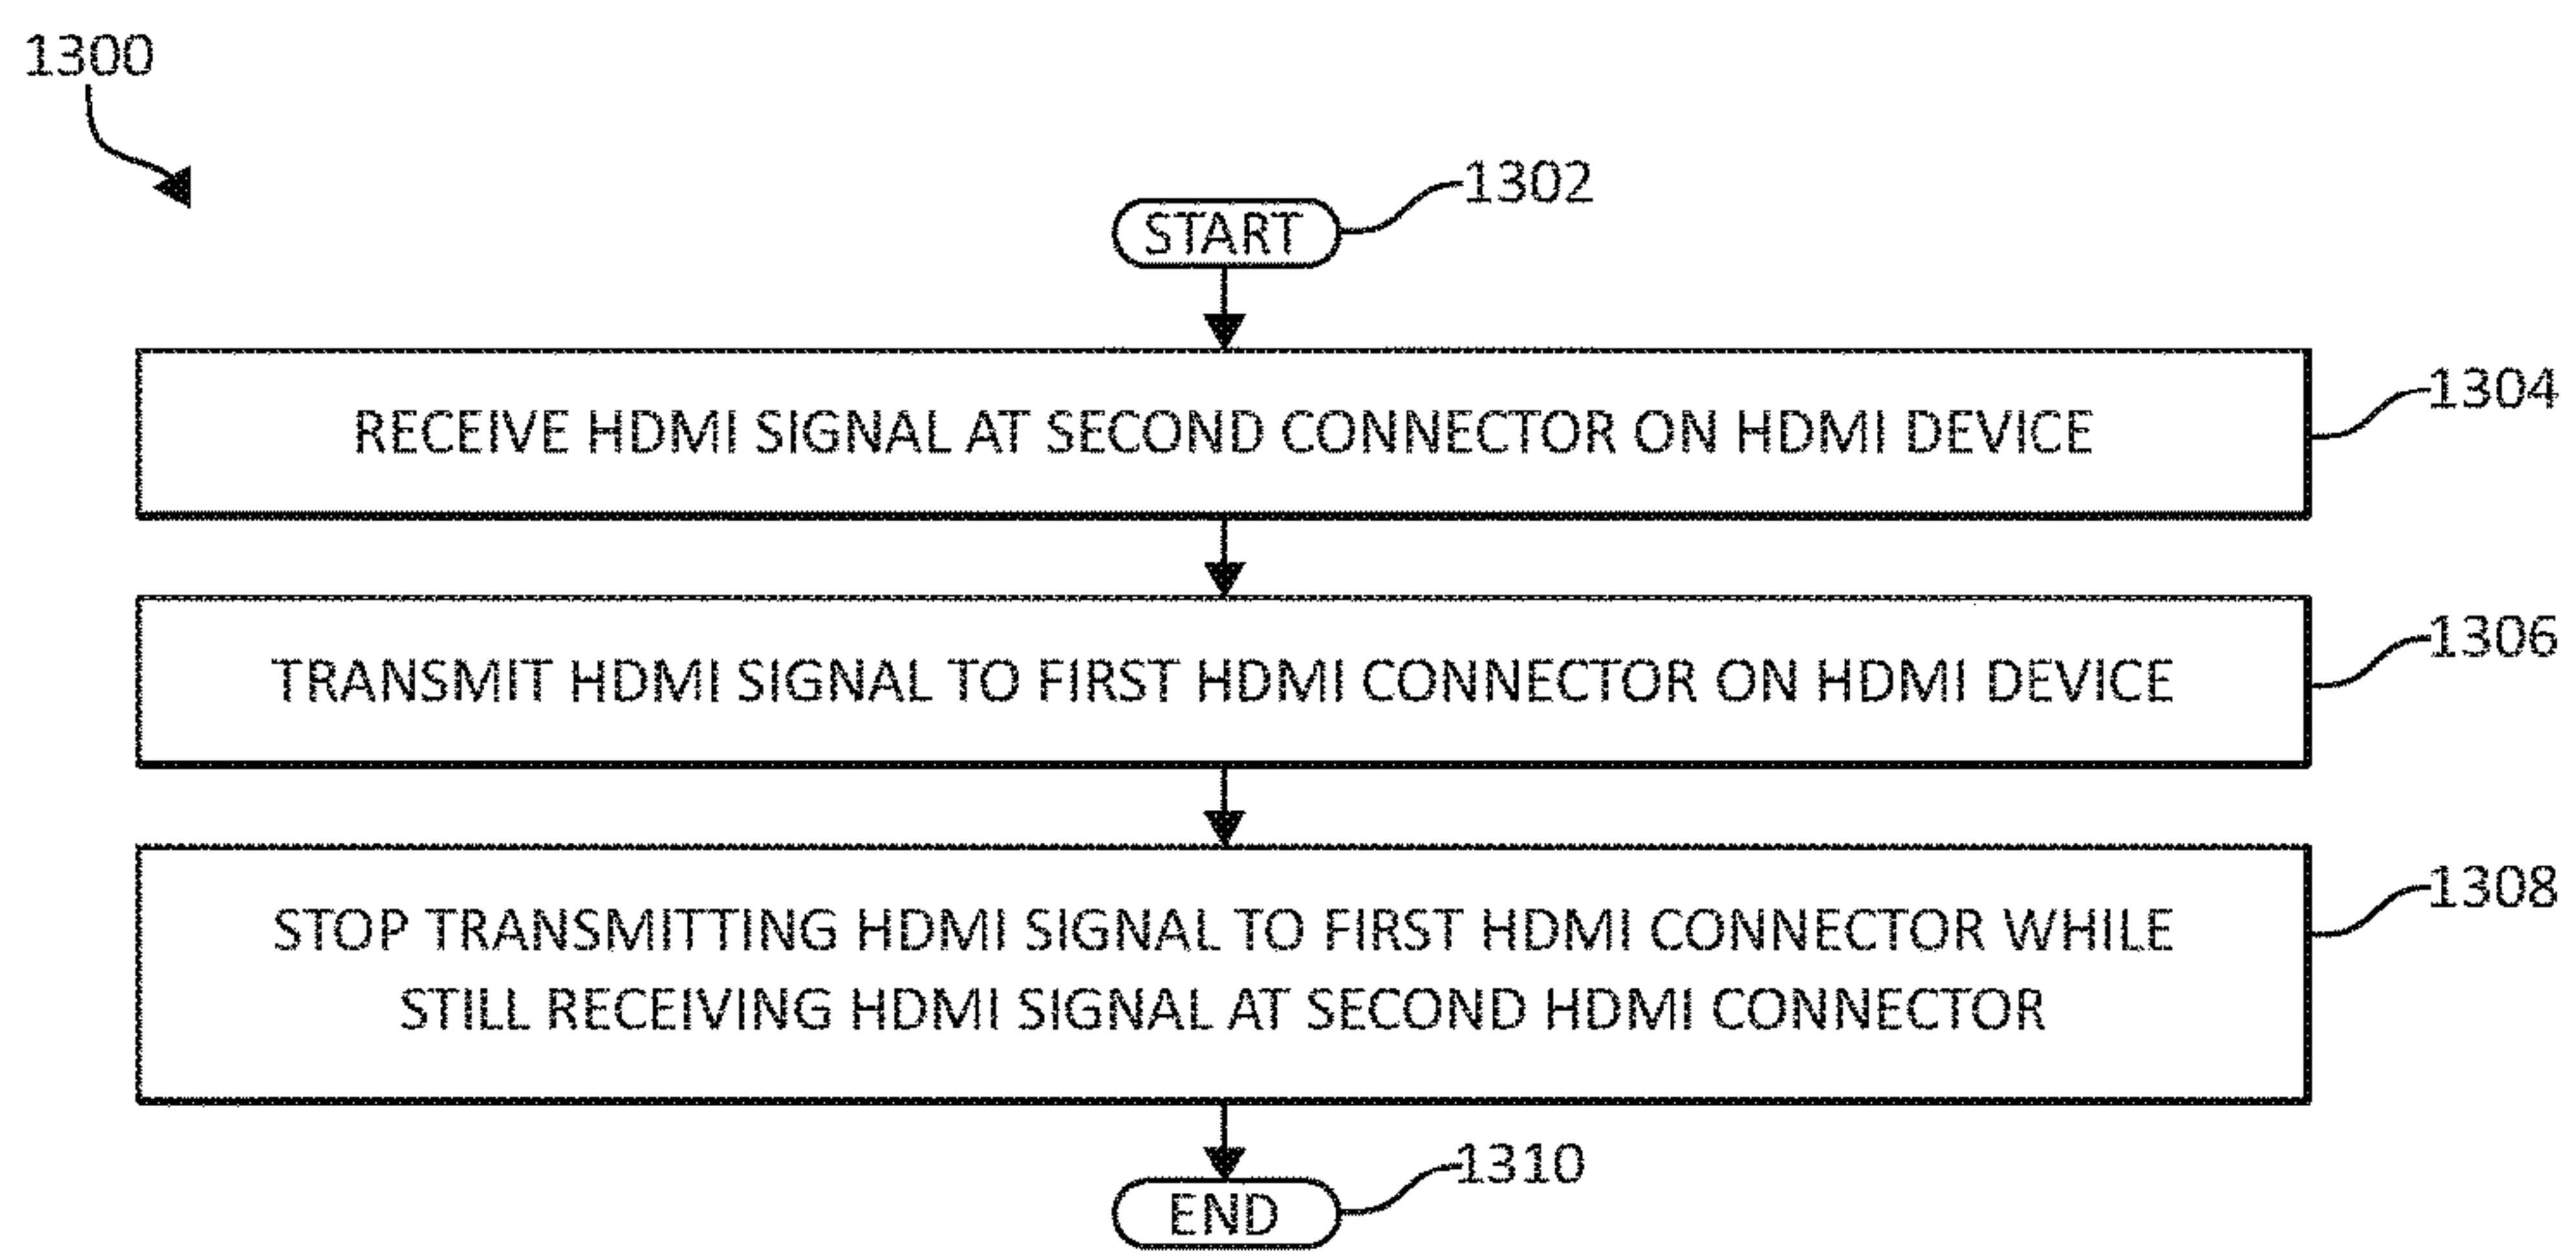 1300
1302
START
1304
RECEIVE HDMI SIGNAL AT SECOND CONNECTOR ON HDMI DEVICE
1306
TRANSMIT HDMI SIGNAL TO FIRST HDMI CONNECTOR ON HDMI DEVICE
1308
STOP TRANSMITTING HDMI SIGNAL TO FIRST HDMI CONNECTOR WHILE
STILL RECEIVING HDMI SIGNAL AT SECOND HDMI CONNECTOR
1310
END